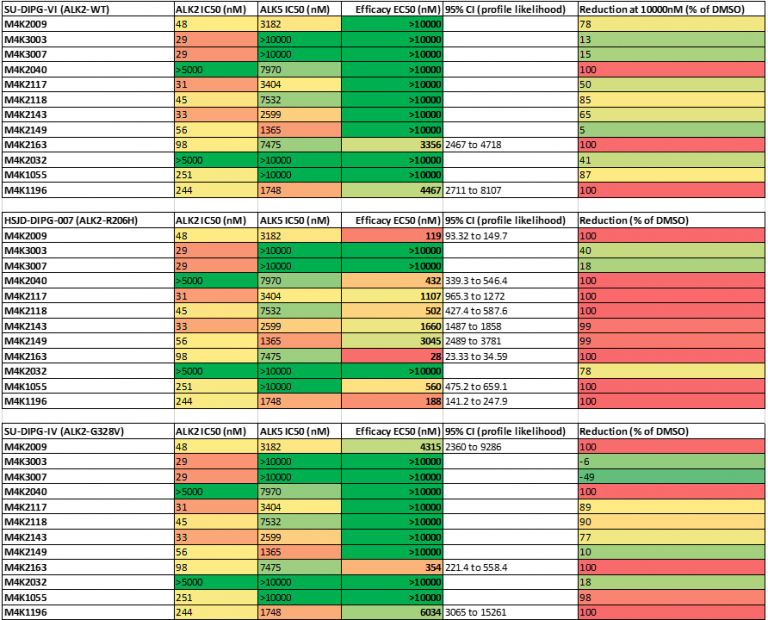 SU-DIPG-VI (ALK2-WT) ALK2 IC50 (nM) ALK5 IC50 (nM) Efficacy EC50 (nM) 95% CI (profile likelihood) Reduction at 10000nM (% of DMSO)
M4K2009 48 3182 >10000 78
M4K3003 29 >10000 >10000 13
M4K3007 29 >10000 >10000 15
M4K2040 >5000 7970 >10000 100
M4K2117 31 3404 >10000 50
M4K2118 45 7532 >10000 85
M4K2143 33 2599 >10000 65
M4K2149 56 1365 >10000 5
M4K2163 98 7475 3356 2467 to 4718 100
M4K2032 >5000 >10000 >10000 41
M4K1055 251 >10000 >10000 87
M4K1196 244 1748 4467 2711 to 8107 100
HSJD-DIPG-007 (ALK2-R206H) ALK2 IC50 (nM) ALK5 IC50 (nM) Efficacy EC50 (nM) 95% CI (profile likelihood) Reduction (% of DMSO)
M4K2009 48 3182 119 93.32 to 149.7 100
M4K3003 29 >10000 >10000 40
M4K3007 29 >10000 >10000 18
M4K2040 >5000 7970 432 339.3 to 546.4 100
M4K2117 31 3404 1107 965.3 to 1272 100
M4K2118 45 7532 502 427.4 to 587.6 100
M4K2143 33 2599 1660 1487 to 1858 99
M4K2149 56 1365 3045 2489 to 3781 99
M4K2163 98 7475 28 23.33 to 34.59 100
M4K2032 >5000 >10000 >10000 78
M4K1055 251 >10000 560 475.2 to 659.1 100
M4K1196 244 1748 188 141.2 to 247.9 100
SU-DIPG-IV (ALK2-G328V) ALK2 IC50 (nM) ALK5 IC50 (nM) Efficacy EC50 (nM) 95% CI (profile likelihood) Reduction (% of DMSO)
M4K2009 48 3182 4315 2360 to 9286 100
M4K3003 29 >10000 >10000 -6
M4K3007 29 >10000 >10000 -49
M4K2040 >5000 7970 >10000 100
M4K2117 31 3404 >10000 89
M4K2118 45 7532 >10000 90
M4K2143 33 2599 >10000 77
M4K2149 56 1365 >10000 10
M4K2163 98 7475 354 221.4 to 558.4 100
M4K2032 >5000 >10000 >10000 18
M4K1055 251 >10000 >10000 98
M4K1196 244 1748 6034 3065 to 15261 100